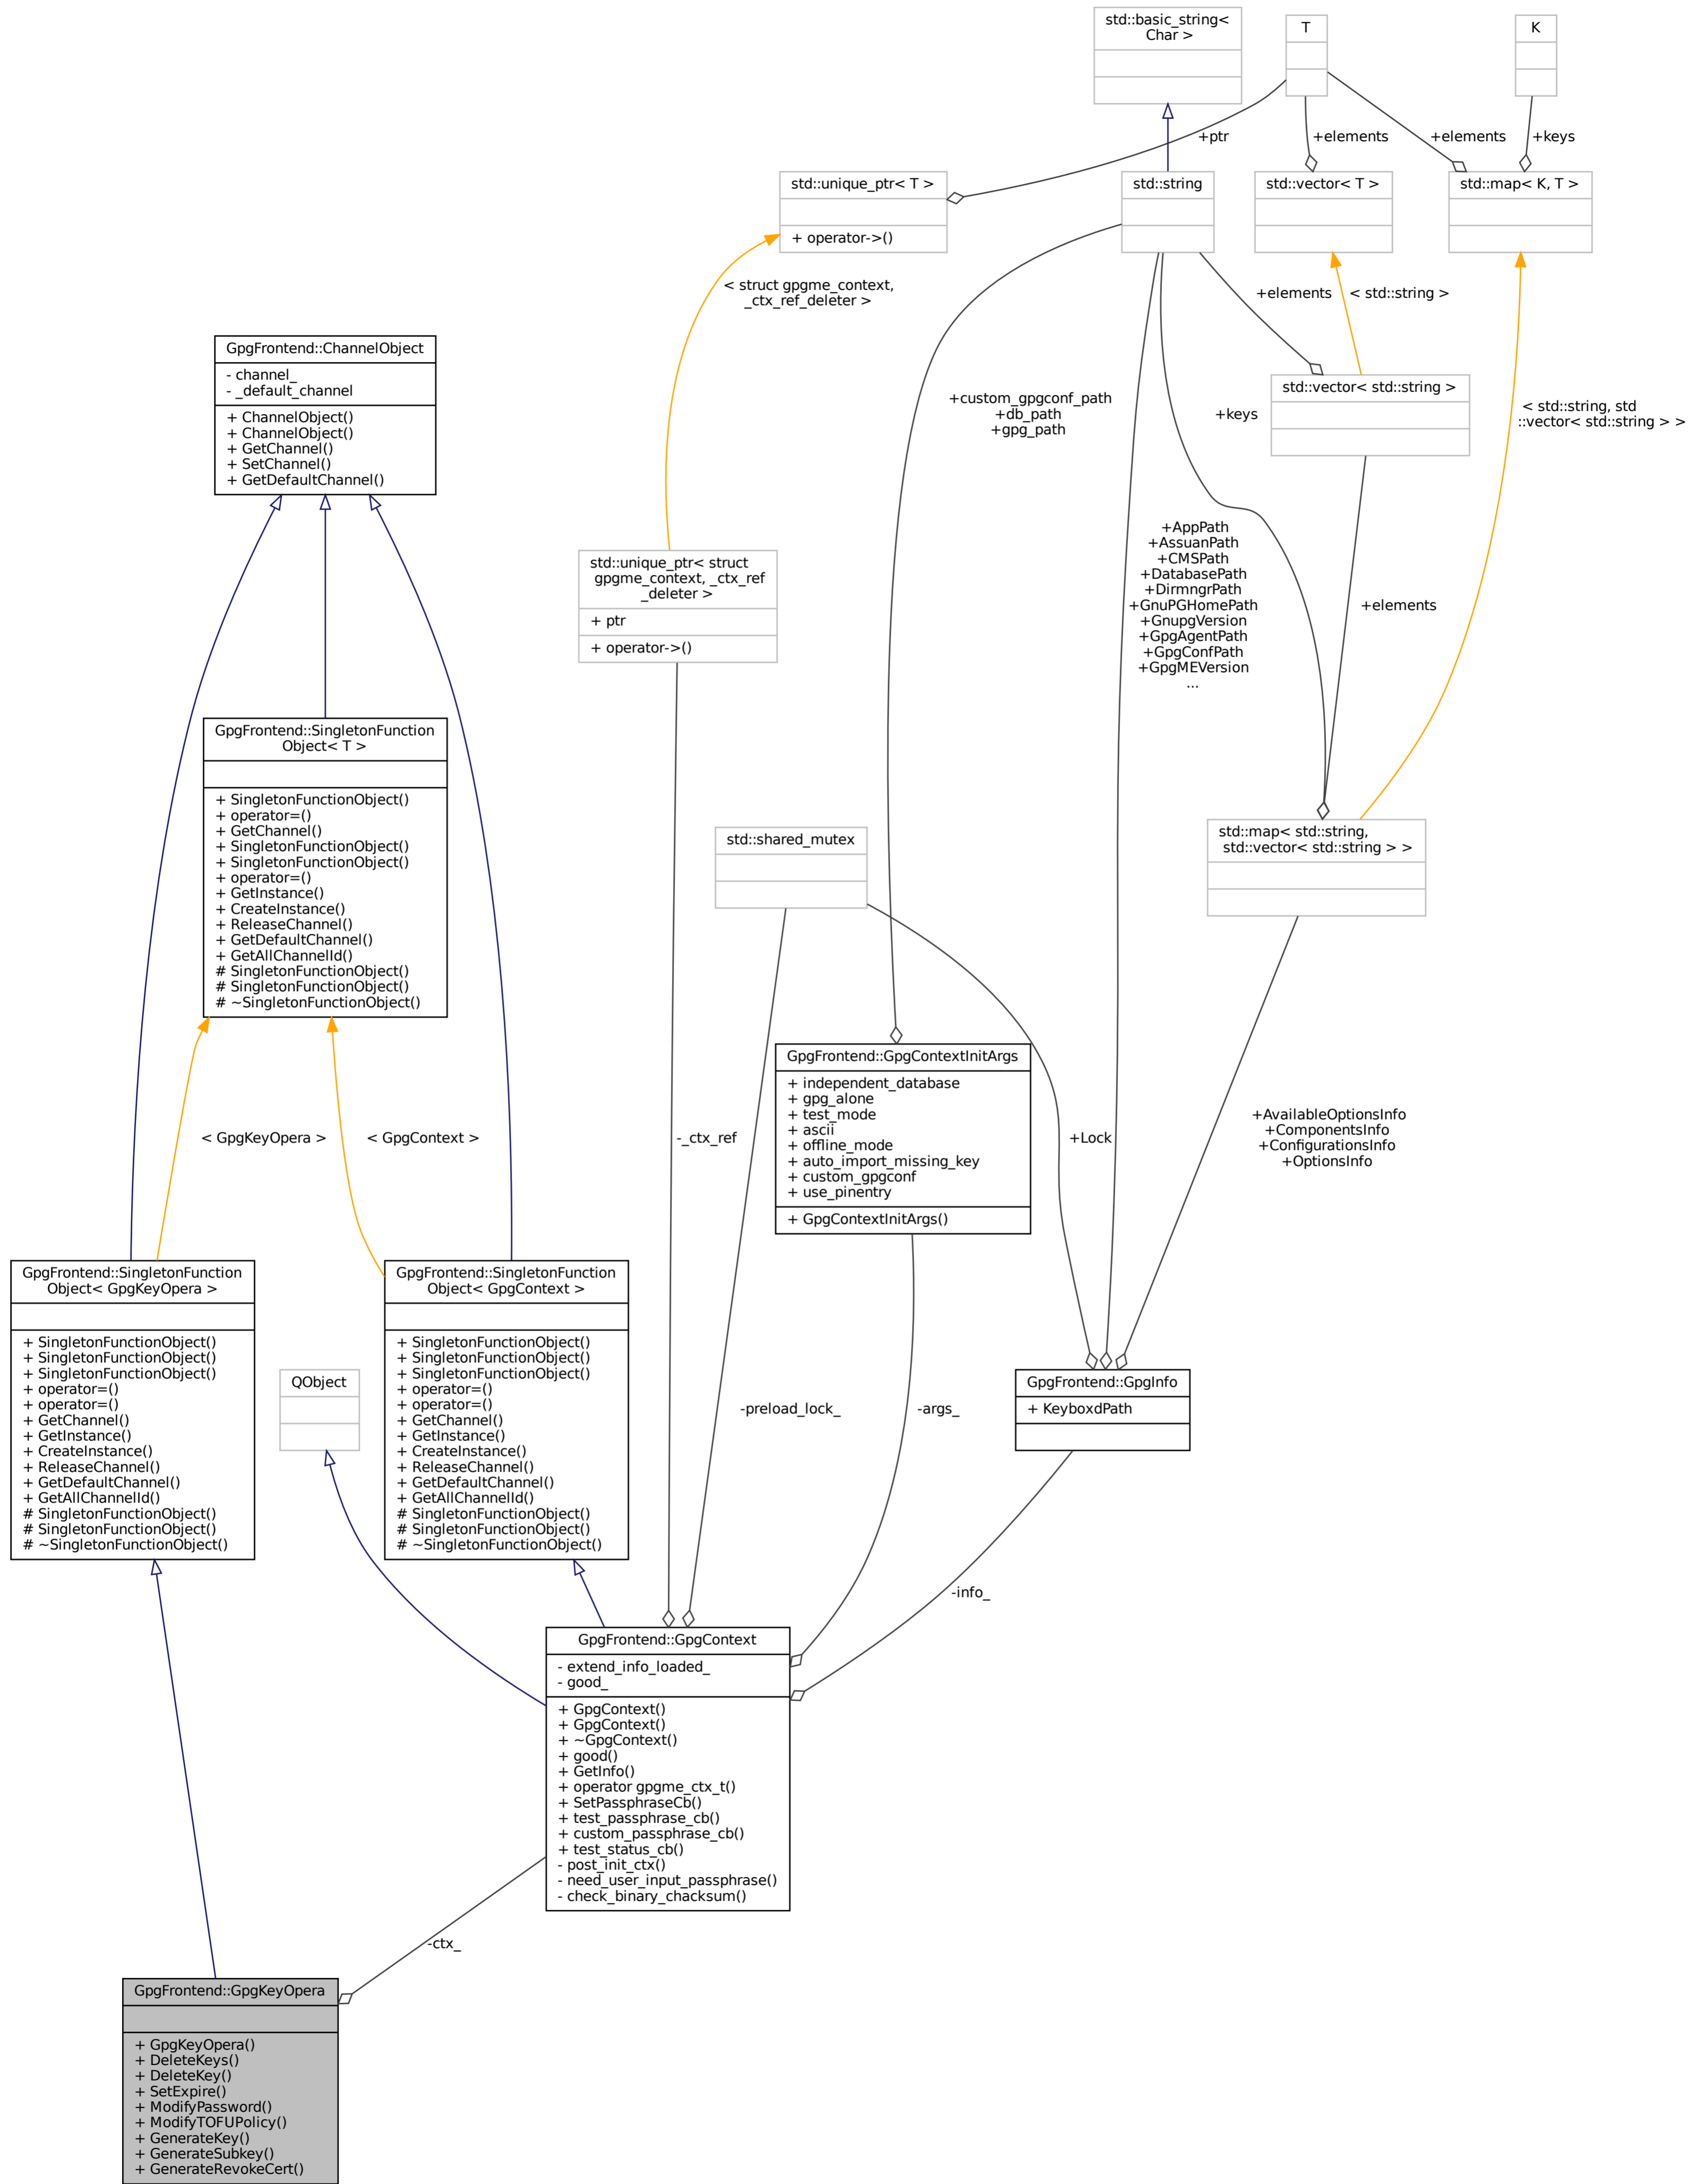 std::basic_string<
Char >
T
K
+ptr
+elements
+elements
+keys
std::unique_ptr< T >
+ operator->()
std::string
std::vector< T >
std::map< K, T >
< struct gpgme_context,
_ctx_ref_deleter >
+elements
< std::string >
GpgFrontend::ChannelObject
- channel_
- _default_channel
+ ChannelObject()
+ ChannelObject()
+ GetChannel()
+ SetChannel()
+ GetDefaultChannel()
+custom_gpgconf_path
+db_path
+gpg_path
+keys
std::vector< std::string >
< std::string, std
::vector< std::string > >
std::unique_ptr< struct
gpgme_context, _ctx_ref
_deleter >
+ ptr
+ operator->()
+AppPath
+AssuanPath
+CMSPath
+DatabasePath
+DirmngrPath
+GnuPGHomePath
+GnupgVersion
+GpgAgentPath
+GpgConfPath
+GpgMEVersion
...
+elements
GpgFrontend::SingletonFunction
Object< T >
+ SingletonFunctionObject()
+ operator=()
+ GetChannel()
+ SingletonFunctionObject()
+ SingletonFunctionObject()
+ operator=()
+ GetInstance()
+ CreateInstance()
+ ReleaseChannel()
+ GetDefaultChannel()
+ GetAllChannelId()
# SingletonFunctionObject()
# SingletonFunctionObject()
# ~SingletonFunctionObject()
std::shared_mutex
std::map< std::string,
std::vector< std::string > >
< GpgKeyOpera >
< GpgContext >
-_ctx_ref
GpgFrontend::GpgContextInitArgs
+ independent_database
+ gpg_alone
+ test_mode
+ ascii
+ offline_mode
+ auto_import_missing_key
+ custom_gpgconf
+ use_pinentry
+ GpgContextInitArgs()
+Lock
+AvailableOptionsInfo
+ComponentsInfo
+ConfigurationsInfo
+OptionsInfo
GpgFrontend::SingletonFunction
Object< GpgKeyOpera >
+ SingletonFunctionObject()
+ SingletonFunctionObject()
+ SingletonFunctionObject()
+ operator=()
+ operator=()
+ GetChannel()
+ GetInstance()
+ CreateInstance()
+ ReleaseChannel()
+ GetDefaultChannel()
+ GetAllChannelId()
# SingletonFunctionObject()
# SingletonFunctionObject()
# ~SingletonFunctionObject()
QObject
GpgFrontend::SingletonFunction
Object< GpgContext >
+ SingletonFunctionObject()
+ SingletonFunctionObject()
+ SingletonFunctionObject()
+ operator=()
+ operator=()
+ GetChannel()
+ GetInstance()
+ CreateInstance()
+ ReleaseChannel()
+ GetDefaultChannel()
+ GetAllChannelId()
# SingletonFunctionObject()
# SingletonFunctionObject()
# ~SingletonFunctionObject()
-preload_lock_
-args_
GpgFrontend::GpgInfo
+ KeyboxdPath
-info_
GpgFrontend::GpgContext
- extend_info_loaded_
- good_
+ GpgContext()
+ GpgContext()
+ ~GpgContext()
+ good()
+ GetInfo()
+ operator gpgme_ctx_t()
+ SetPassphraseCb()
+ test_passphrase_cb()
+ custom_passphrase_cb()
+ test_status_cb()
- post_init_ctx()
- need_user_input_passphrase()
- check_binary_chacksum()
-ctx_
GpgFrontend::GpgKeyOpera
+ GpgKeyOpera()
+ DeleteKeys()
+ DeleteKey()
+ SetExpire()
+ ModifyPassword()
+ ModifyTOFUPolicy()
+ GenerateKey()
+ GenerateSubkey()
+ GenerateRevokeCert()